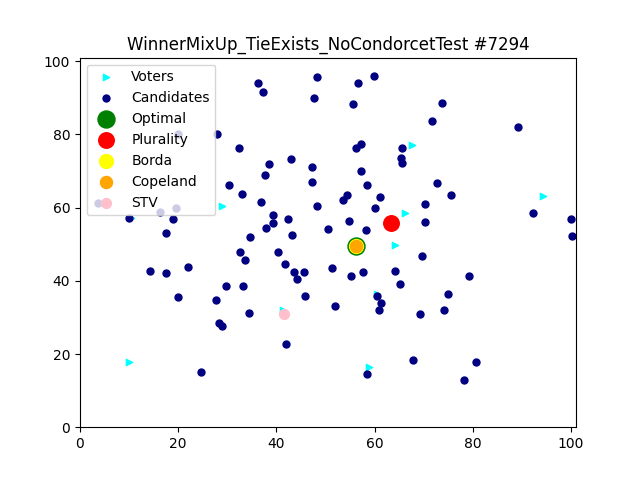 WinnerMixUp_TieExists_NoCondorcetTest #7294
Voters
Candidates
Optimal
Plurality
Borda
Copeland
STV
100
80
60
40
20
0
0 20 40 60 80 100